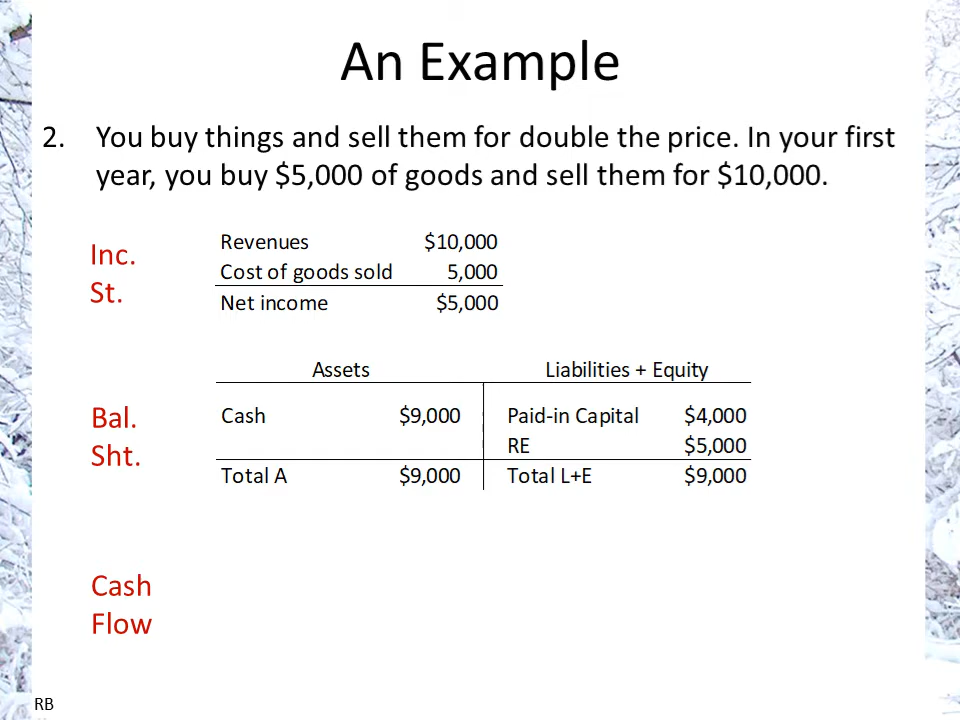 An Example
2. You buy things and sell them for double the price. In your first
year, you buy $5,000 of goods and sell them for $10,000.
Inc.
St.
Revenues $10,000
Cost of goods sold 5,000
Net income $5,000
Assets Liabilities + Equity
Bal.
Sht.
Cash $9,000 Paid-in Capital $4,000
RE $5,000
Total A $9,000 Total L+E $9,000
Cash
Flow
RB